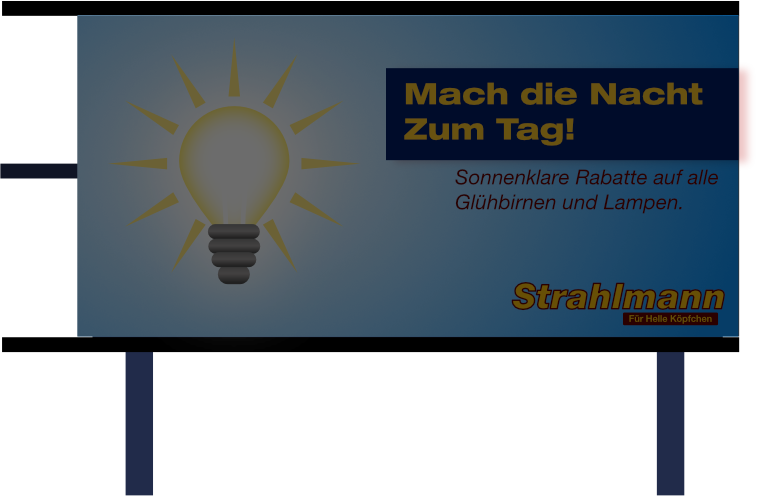 Mach die Nacht
Zum Tag!
Sonnenklare Rabatte auf alle
Glühbirnen und Lampen.
Strahlmann
Für Helle Köpfchen